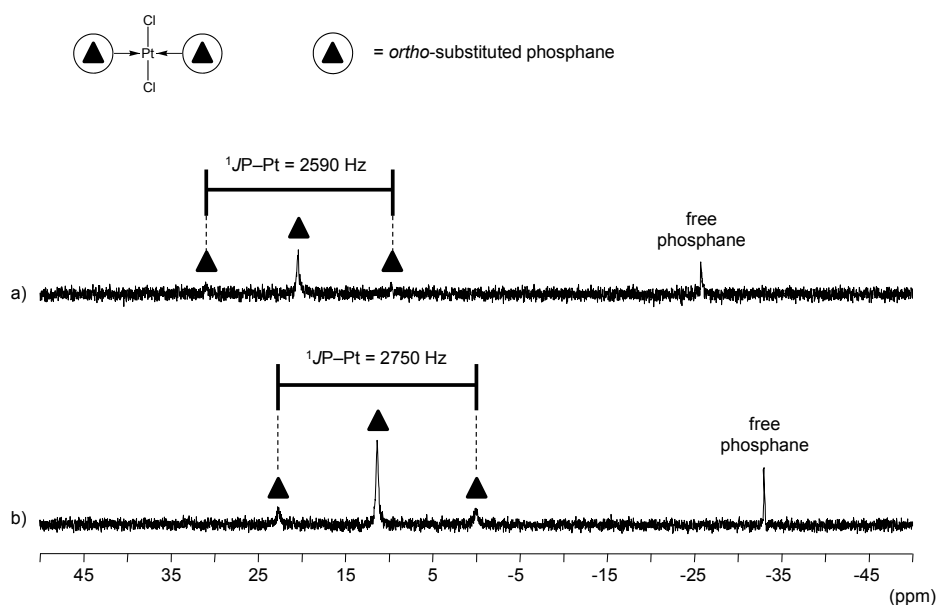 Cl
Pt
Cl
= ortho-substituted phosphane
¹JP–Pt = 2590 Hz
free
phosphane
a)
¹JP–Pt = 2750 Hz
free
phosphane
b)
45 35 25 15 5 -5 -15 -25 -35 -45
(ppm)